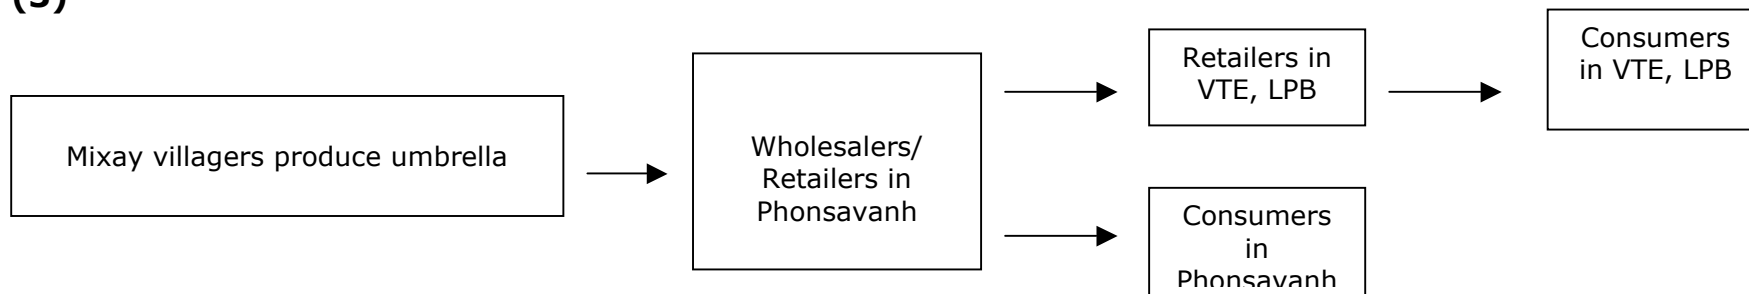 Mixay villagers produce umbrella
Wholesalers/
Retailers in
Phonsavanh
Retailers in
VTE, LPB
Consumers
in VTE, LPB
Consumers
in
Phonsavanh